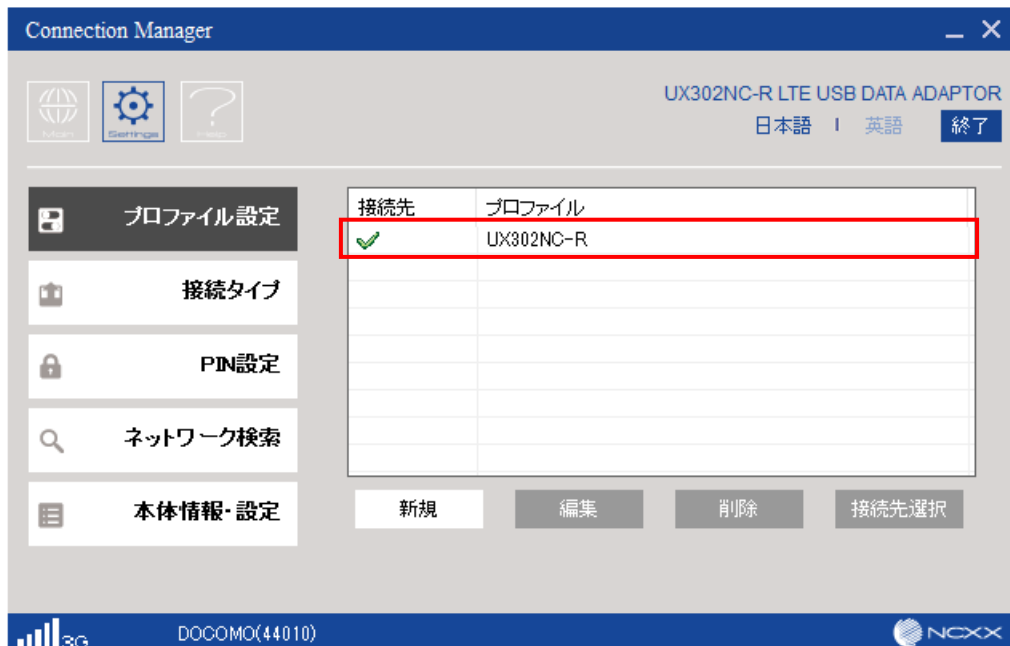 Connection Manager
Main
Settings
Help
UX302NC-R LTE USB DATA ADAPTOR
日本語 | 英語 終了
プロファイル設定
接続タイプ
PIN設定
ネットワーク検索
本体情報・設定
接続先 プロファイル
UX302NC-R
新規 編集 削除 接続先選択
3G DOCOMO(44010) NCXX